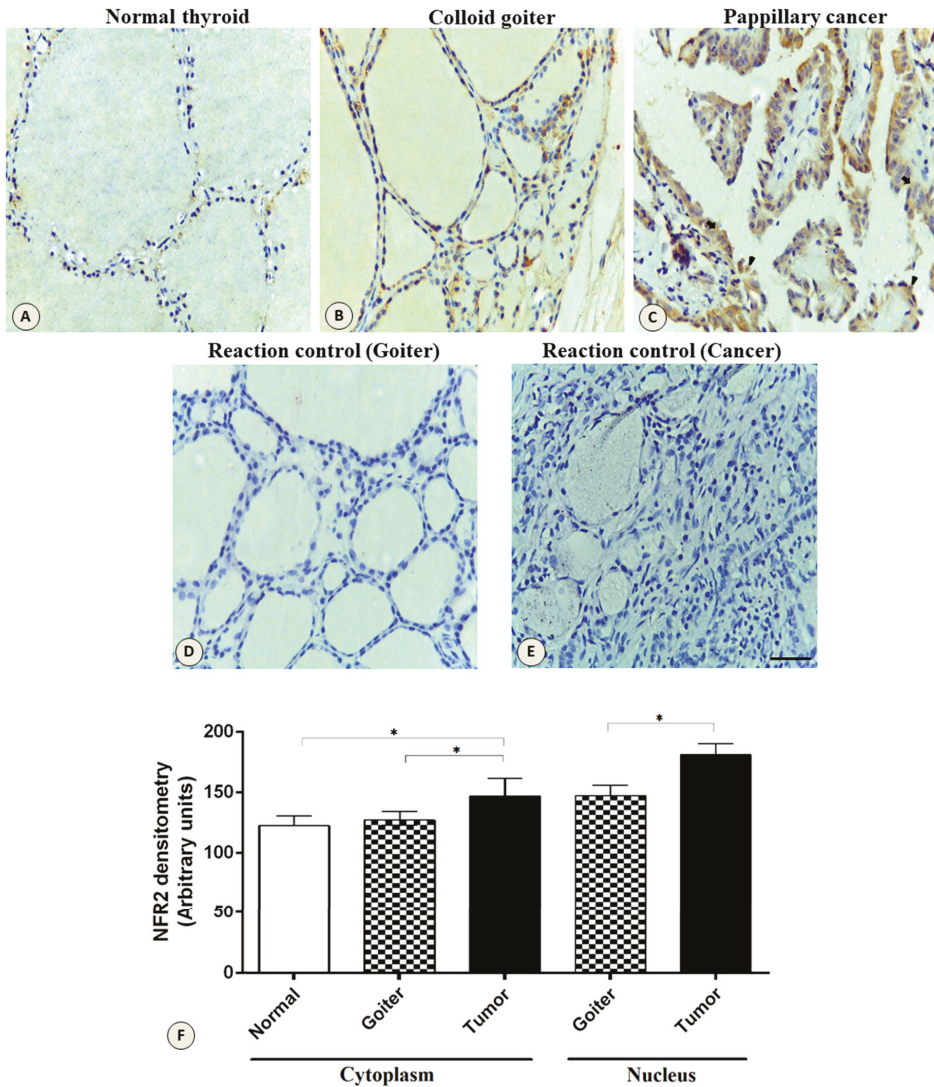 Normal thyroid
Colloid goiter
Pappillary cancer
A
B
C
Reaction control (Goiter)
Reaction control (Cancer)
D
E
NFR2 densitometry
(Arbitrary units)
200
150
100
50
0
*
*
*
Normal
Goiter
Tumor
Goiter
Tumor
F
Cytoplasm
Nucleus